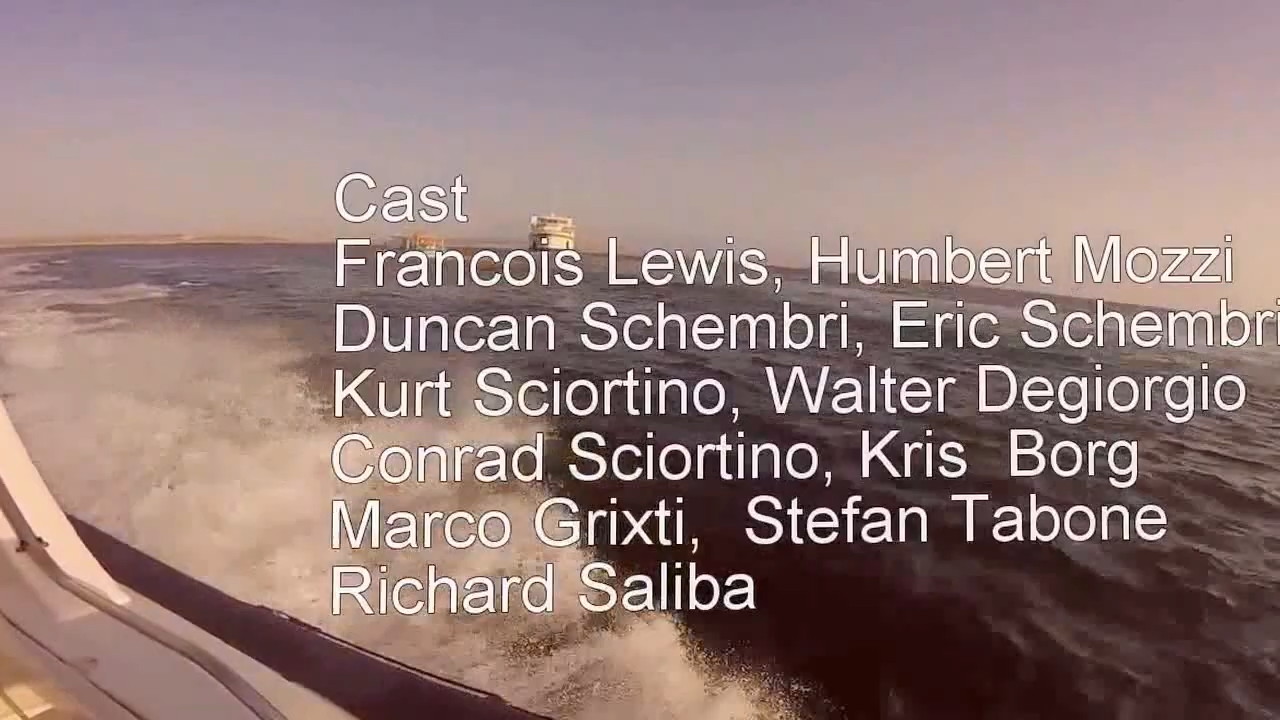 Cast
Francois Lewis, Humbert Mozzi
Duncan Schembri, Eric Schembri
Kurt Sciortino, Walter Degiorgio
Conrad Sciortino, Kris  Borg
Marco Grixti,  Stefan Tabone
Richard Saliba